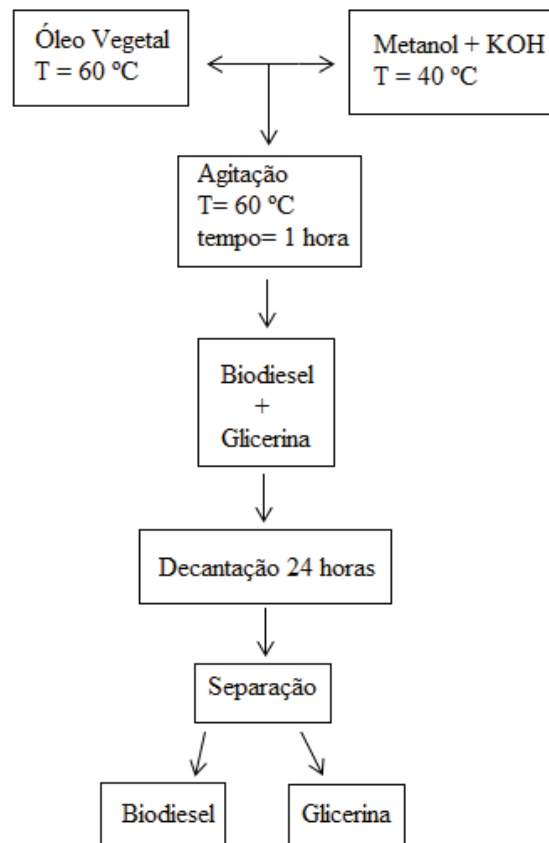 Óleo Vegetal
T = 60 ºC
Metanol + KOH
T = 40 ºC
Agitação
T= 60 ºC
tempo= 1 hora
Biodiesel
+
Glicerina
Decantação 24 horas
Separação
Biodiesel
Glicerina